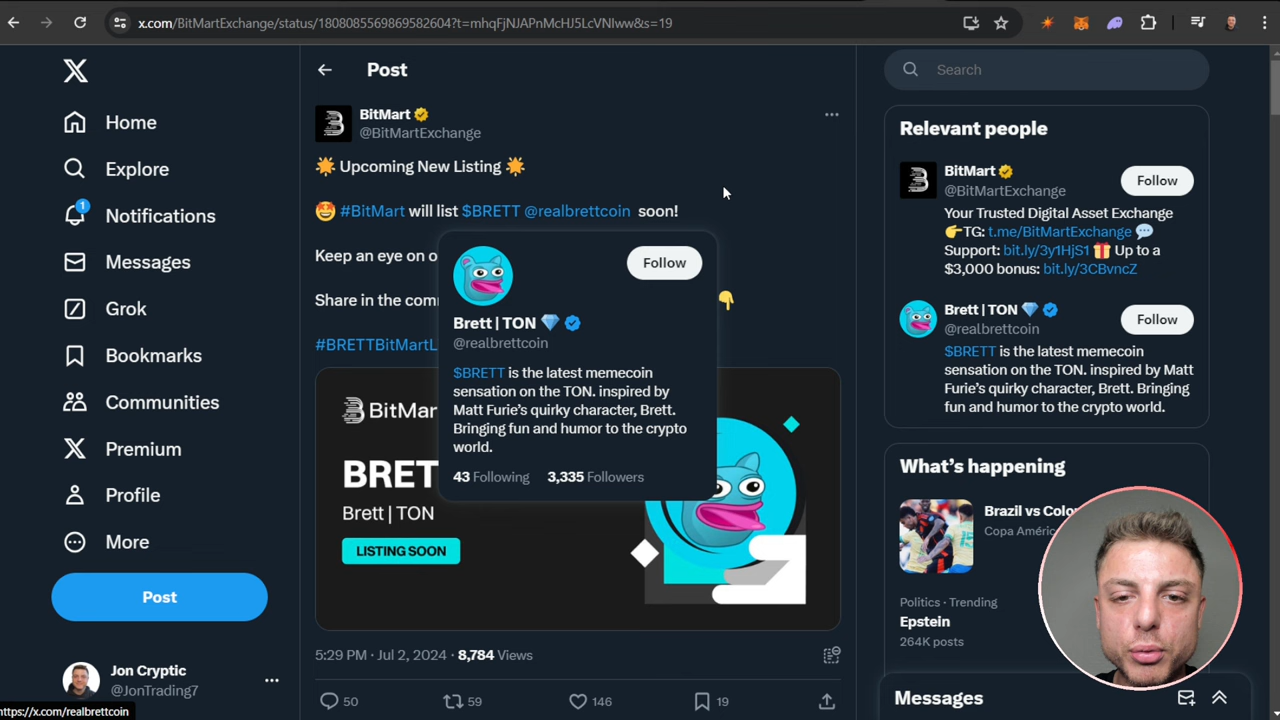 x.com/BitMartExchange/status/1808085569869582604?t=mhqFjNJAPnMcHJ5LcVNIww&s=19
Home
Explore
1
Notifications
Messages
Grok
Bookmarks
Communities
Premium
Profile
More
Post
Jon Cryptic
@JonTrading7
https://x.com/realbrettcoin
Post
BitMart
@BitMartExchange
🌟 Upcoming New Listing 🌟
🤩 #BitMart will list $BRETT @realbrettcoin soon!
Keep an eye on o
Share in the com
👇
#BRETTBitMartL
Follow
Brett | TON 💎
@realbrettcoin
$BRETT is the latest memecoin
sensation on the TON. inspired by
Matt Furie’s quirky character, Brett.
Bringing fun and humor to the crypto
world.
43 Following 3,335 Followers
BitMar
BRETT
Brett | TON
LISTING SOON
5:29 PM · Jul 2, 2024 · 8,784 Views
50 59 146 19
Search
Relevant people
BitMart
@BitMartExchange
Follow
Your Trusted Digital Asset Exchange
👉TG: t.me/BitMartExchange 💬
Support: bit.ly/3y1HjS1 🎁 Up to a
$3,000 bonus: bit.ly/3CBvncZ
Brett | TON 💎
@realbrettcoin
Follow
$BRETT is the latest memecoin
sensation on the TON. inspired by Matt
Furie’s quirky character, Brett. Bringing
fun and humor to the crypto world.
What’s happening
Brazil vs Colo
Copa Améric
Politics · Trending
Epstein
264K posts
Messages